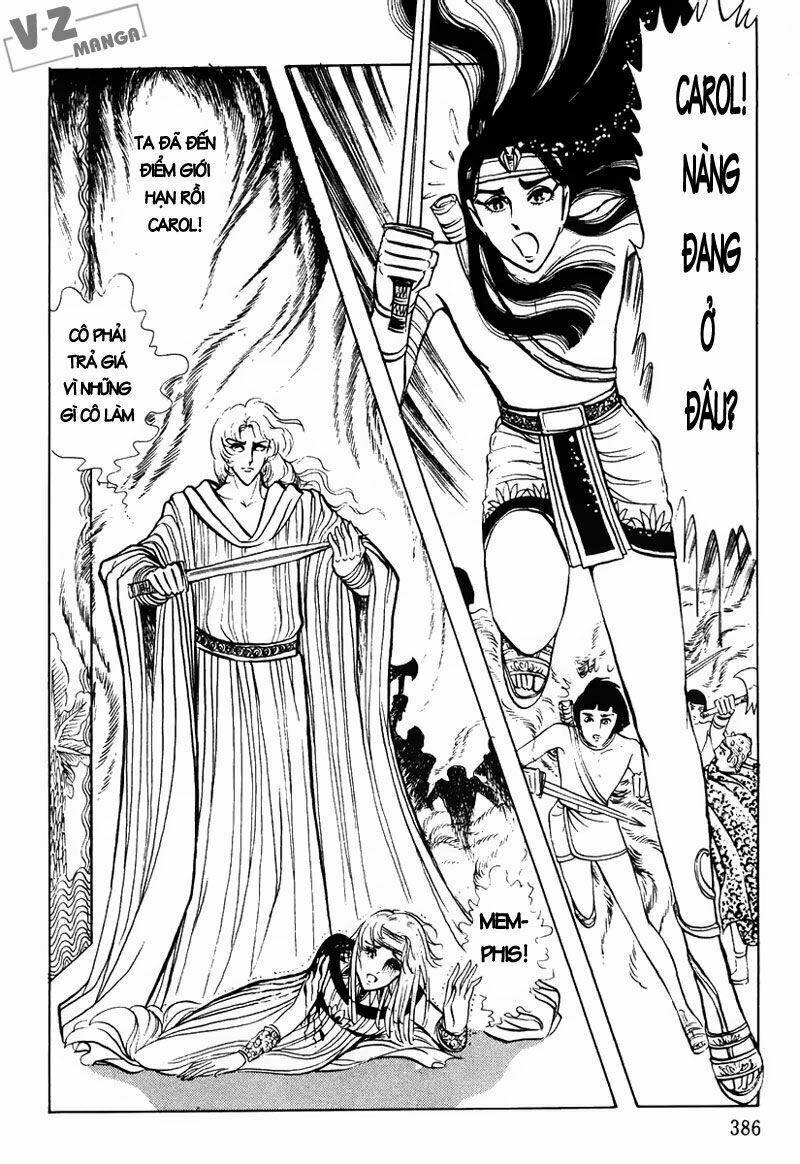 V-Z
MANGA
CAROL!
NÀNG
ĐANG
Ở
ĐÂU?
TA ĐÃ ĐẾN
ĐIỂM GIỚI
HẠN RỒI
CAROL!
CÔ PHẢI
TRẢ GIÁ
VÌ NHỮNG
GÌ CÔ LÀM
MEM-
PHIS!
386